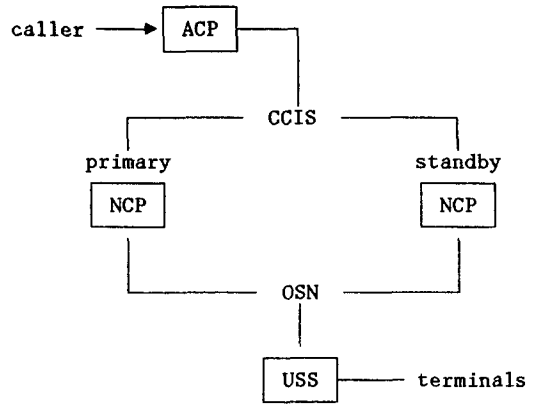 caller ACP
CCIS
primary standby
NCP NCP
OSN
USS terminals